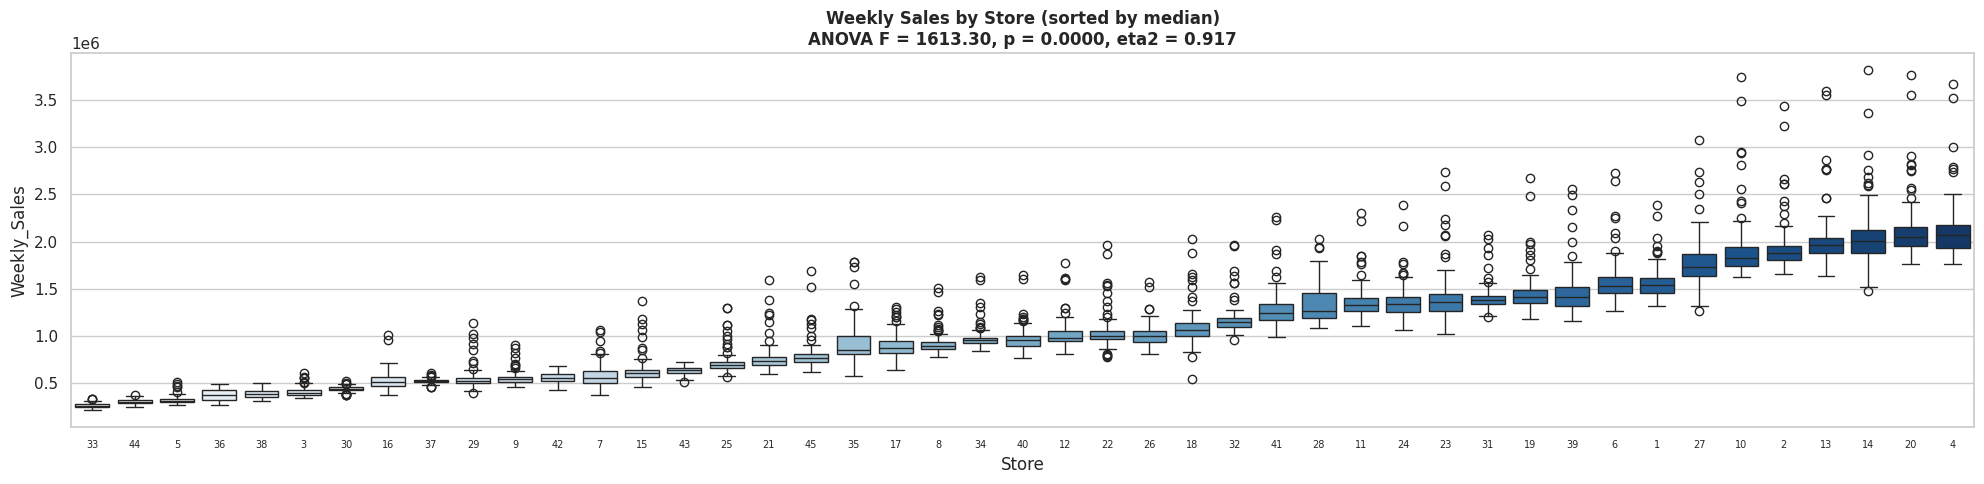 Weekly Sales by Store (sorted by median)
ANOVA F = 1613.30, p = 0.0000, eta2 = 0.917
1e6
3.5
3.0
2.5
2.0
1.5
1.0
0.5
Weekly_Sales
33 44 5 36 38 3 30 16 37 29 9 42 7 15 43 25 21 45 35 17 8 34 40 12 22 26 18 32 41 28 11 24 23 31 19 39 6 1 27 10 2 13 14 20 4
Store